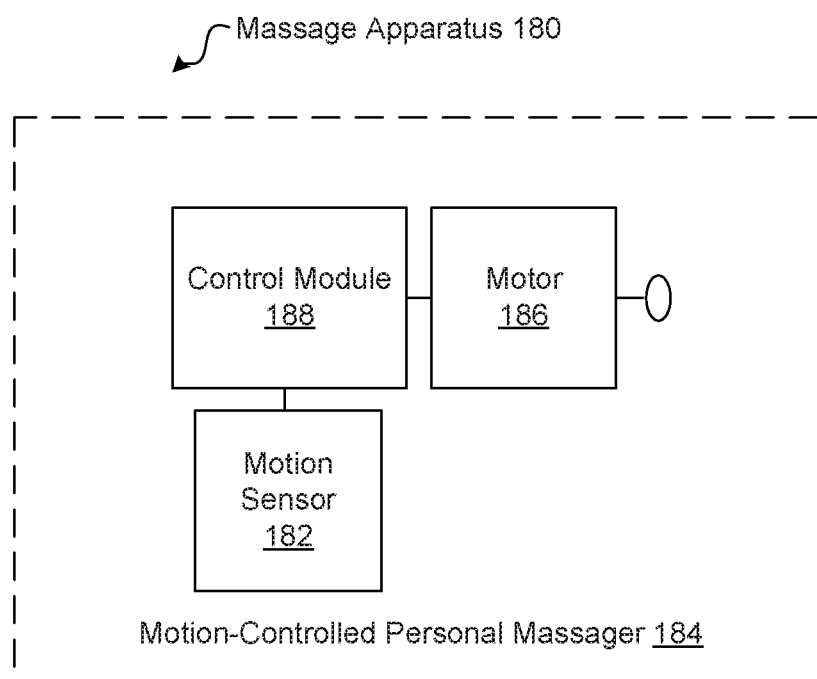 Massage Apparatus 180
Control Module
188
Motor
186
Motion
Sensor
182
Motion-Controlled Personal Massager 184